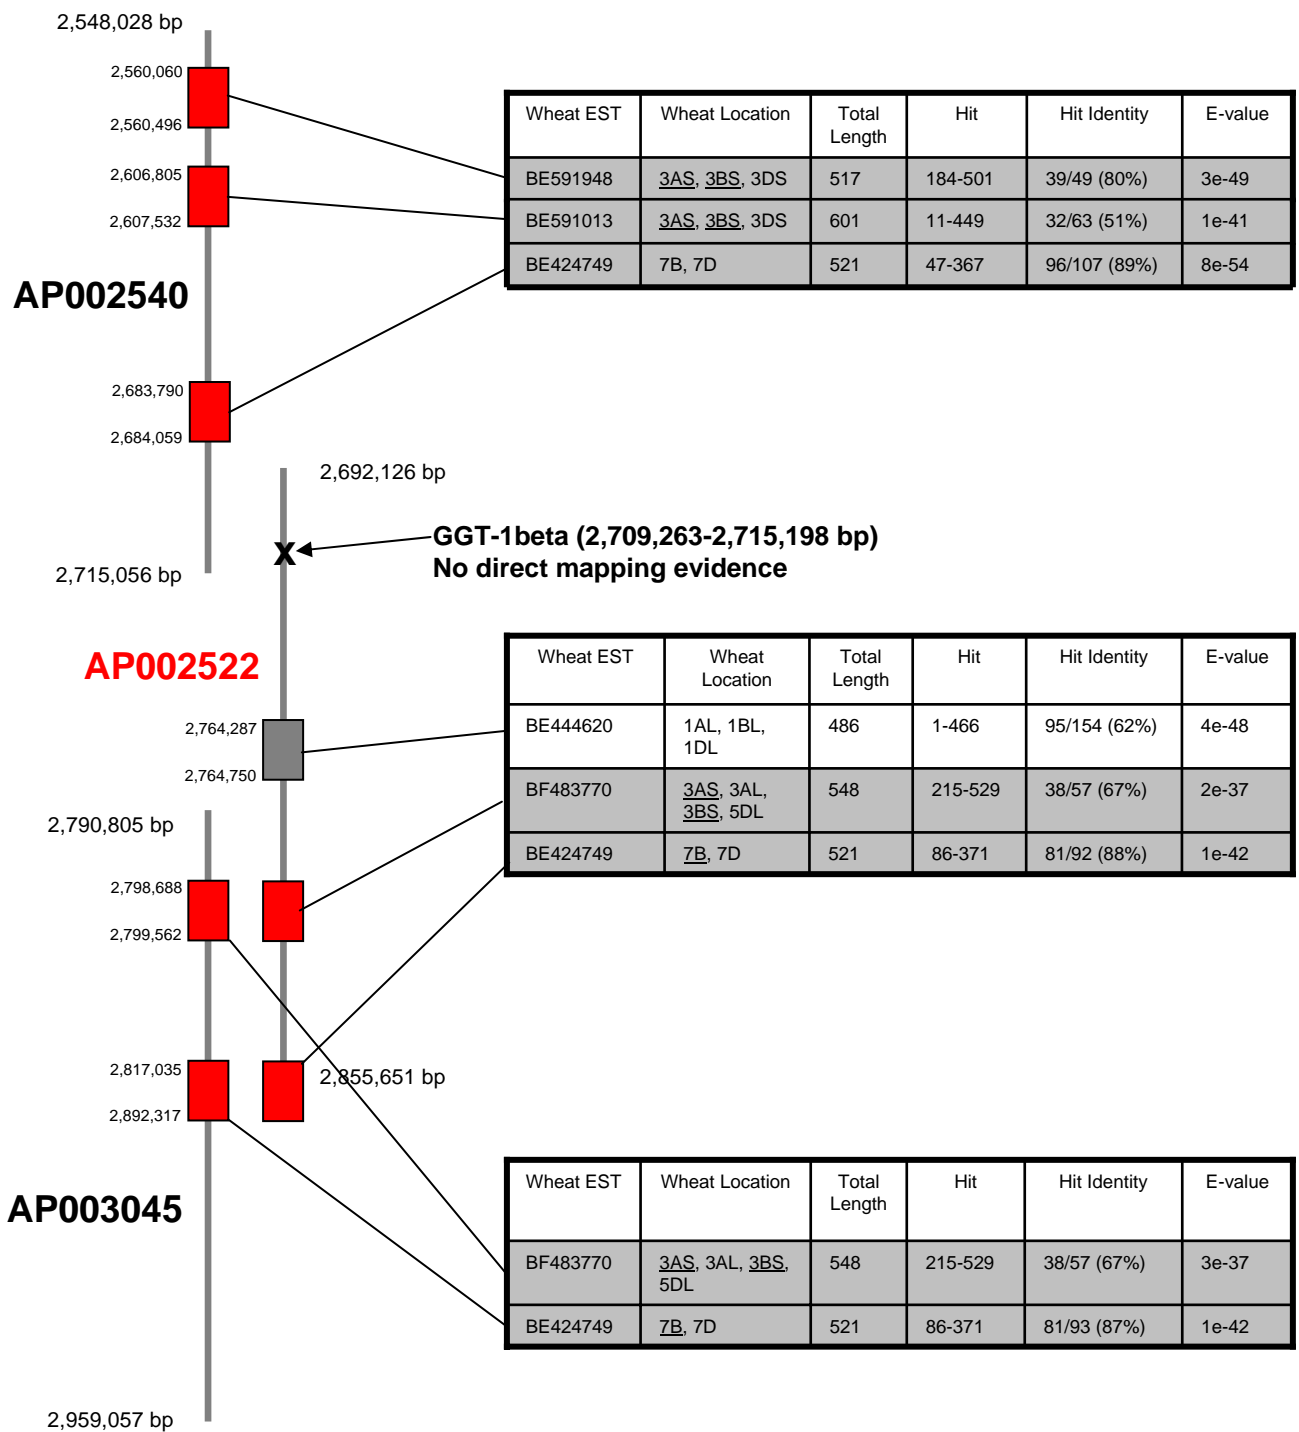 2,548,028 bp
2,560,060
2,560,496
2,606,805
2,607,532
AP002540
2,683,790
2,684,059
2,715,056 bp
Wheat EST Wheat Location Total Length Hit Hit Identity E-value
BE591948 3AS, 3BS, 3DS 517 184-501 39/49 (80%) 3e-49
BE591013 3AS, 3BS, 3DS 601 11-449 32/63 (51%) 1e-41
BE424749 7B, 7D 521 47-367 96/107 (89%) 8e-54
2,692,126 bp
X
GGT-1beta (2,709,263-2,715,198 bp)
No direct mapping evidence
AP002522
2,764,287
2,764,750
2,855,651 bp
Wheat EST Wheat Location Total Length Hit Hit Identity E-value
BE444620 1AL, 1BL, 1DL 486 1-466 95/154 (62%) 4e-48
BF483770 3AS, 3AL, 3BS, 5DL 548 215-529 38/57 (67%) 2e-37
BE424749 7B, 7D 521 86-371 81/92 (88%) 1e-42
2,790,805 bp
2,798,688
2,799,562
2,817,035
2,892,317
AP003045
2,959,057 bp
Wheat EST Wheat Location Total Length Hit Hit Identity E-value
BF483770 3AS, 3AL, 3BS, 5DL 548 215-529 38/57 (67%) 3e-37
BE424749 7B, 7D 521 86-371 81/93 (87%) 1e-42